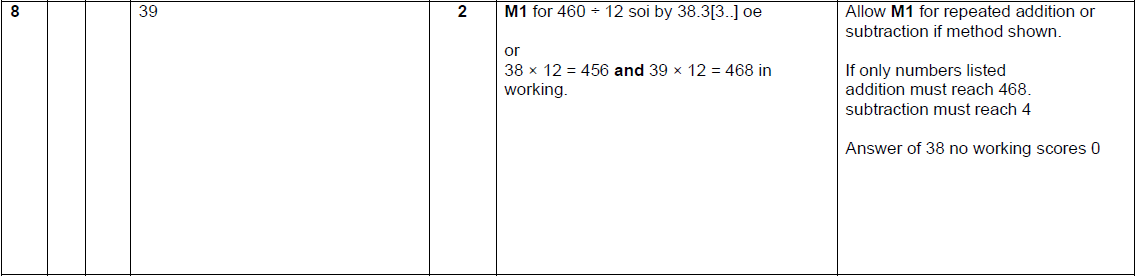 8 39 2 M1 for 460 ÷ 12 soi by 38.3[3..] oe Allow M1 for repeated addition or
subtraction if method shown.
or
38 × 12 = 456 and 39 × 12 = 468 in If only numbers listed
working. addition must reach 468.
subtraction must reach 4
Answer of 38 no working scores 0